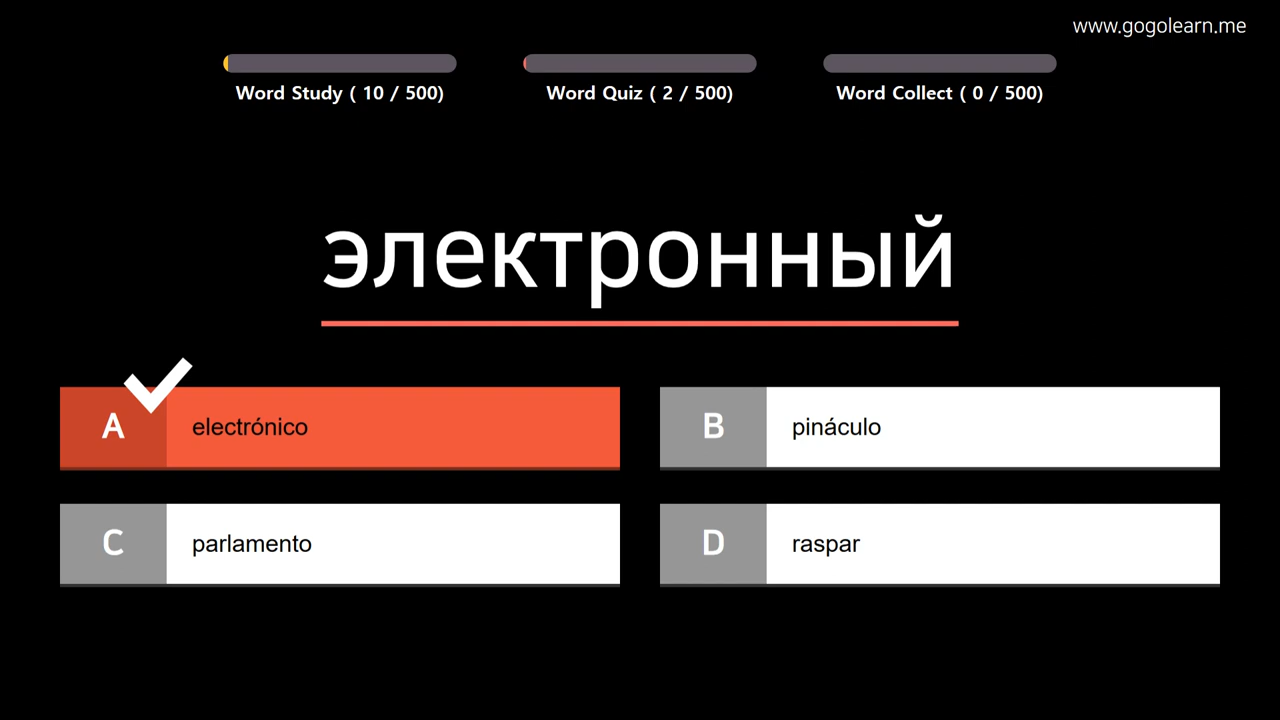 www.gogolearn.me
Word Study ( 10 / 500)
Word Quiz ( 2 / 500)
Word Collect ( 0 / 500)
электронный
A electrónico
B pináculo
C parlamento
D raspar